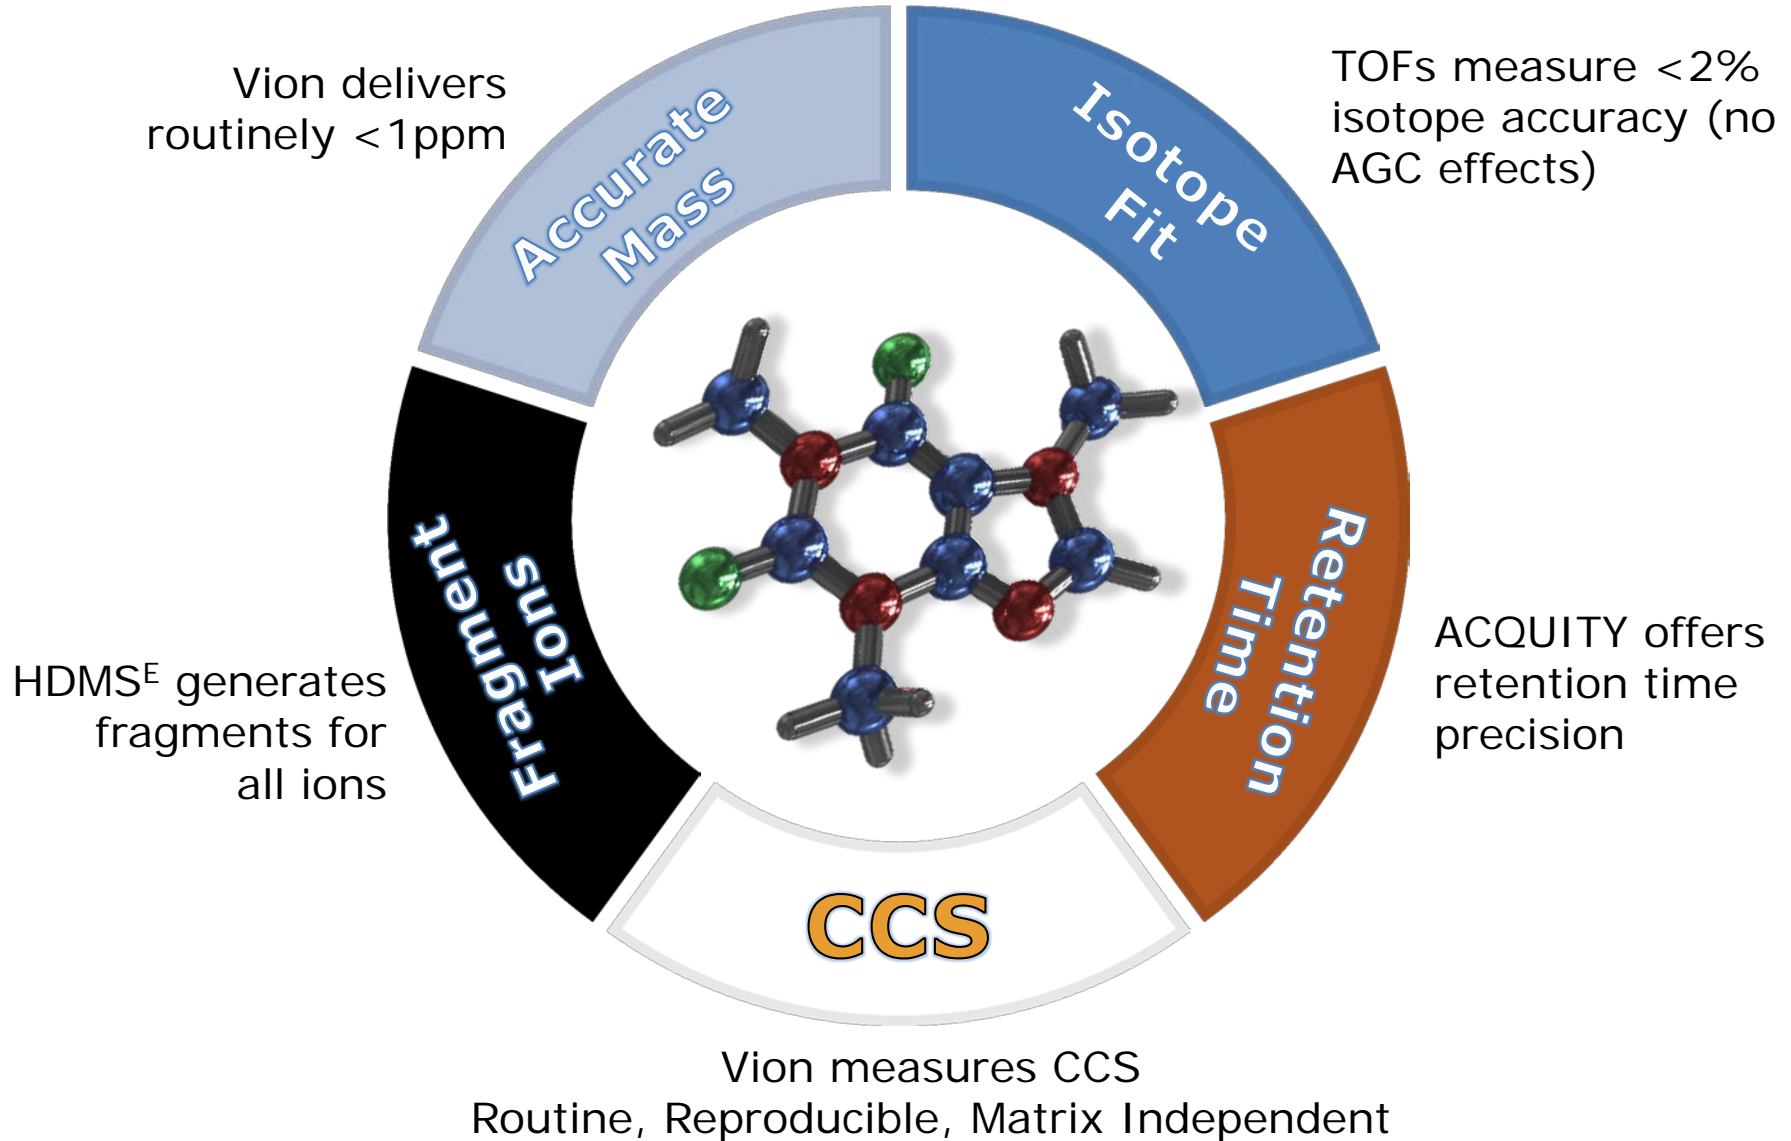 Vion delivers
routinely <1ppm
Accurate
Mass
Isotope
Fit
TOFs measure <2%
isotope accuracy (no
AGC effects)
Fragment
Ions
HDMSᴱ generates
fragments for
all ions
Retention
Time
ACQUITY offers
retention time
precision
CCS
Vion measures CCS
Routine, Reproducible, Matrix Independent